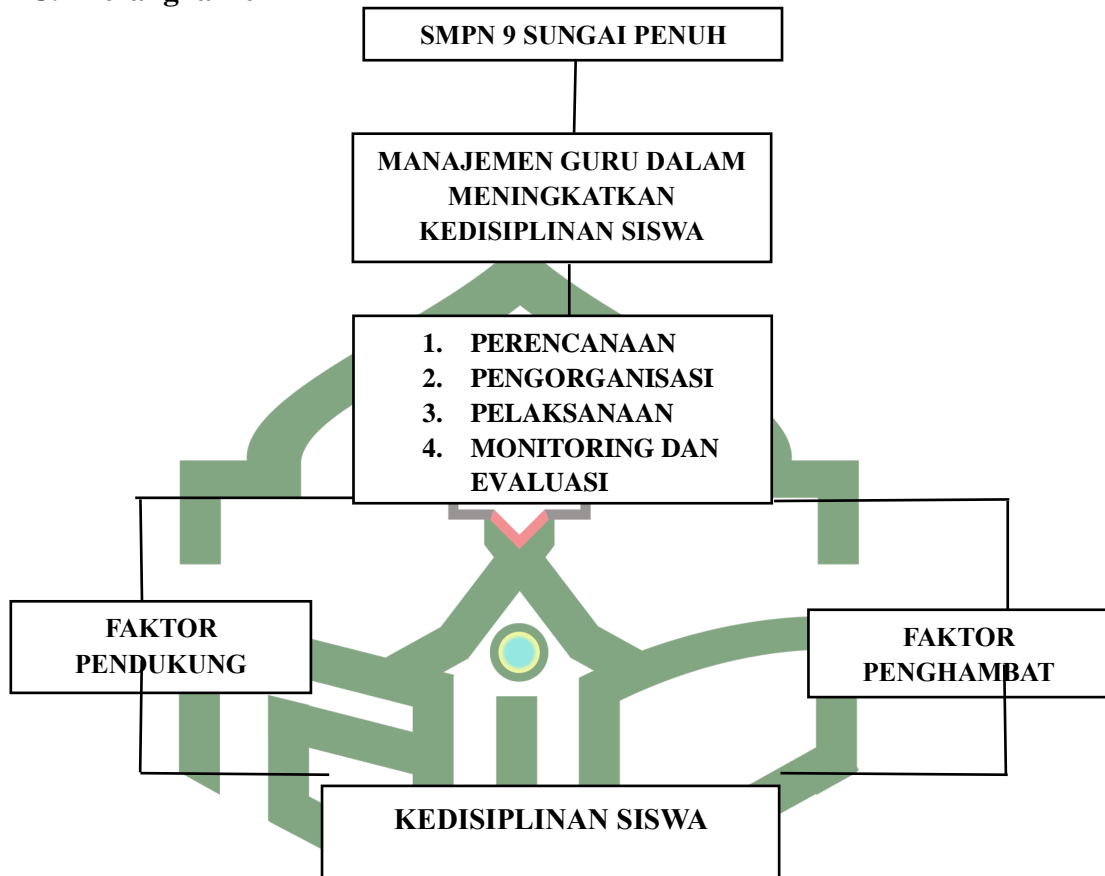 SMPN 9 SUNGAI PENUH
MANAJEMEN GURU DALAM
MENINGKATKAN
KEDISIPLINAN SISWA
1. PERENCANAAN
2. PENGORGANISASI
3. PELAKSANAAN
4. MONITORING DAN
EVALUASI
FAKTOR
PENDUKUNG
FAKTOR
PENGHAMBAT
KEDISIPLINAN SISWA